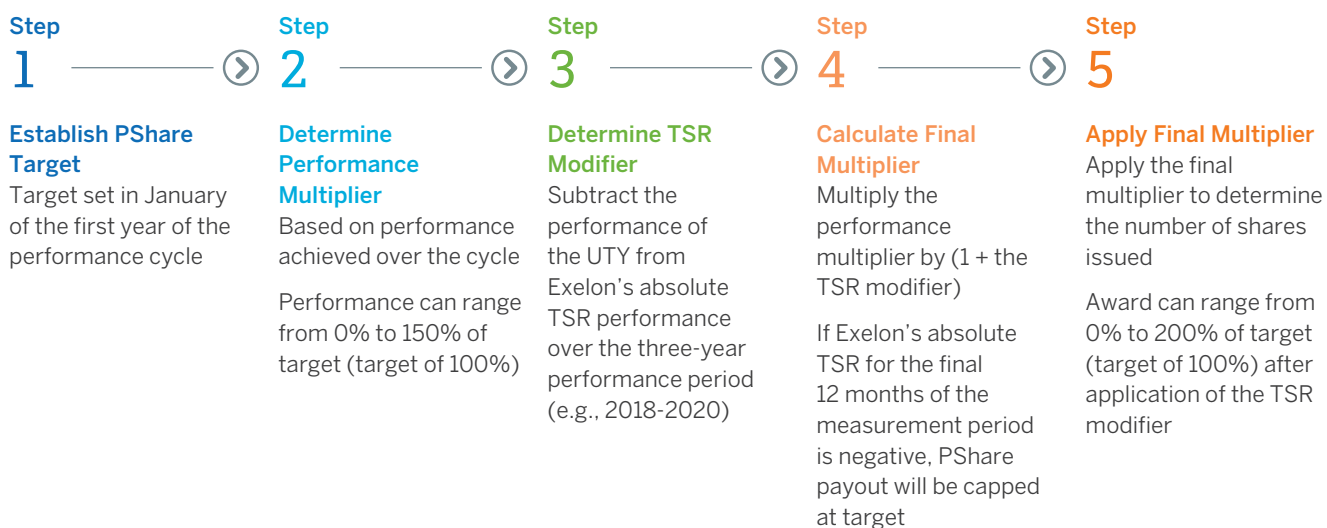 Step
1
Establish PShare
Target
Target set in January
of the first year of the
performance cycle
Step
2
Determine
Performance
Multiplier
Based on performance
achieved over the cycle
Performance can range
from 0% to 150% of
target (target of 100%)
Step
3
Determine TSR
Modifier
Subtract the
performance of
the UTY from
Exelon’s absolute
TSR performance
over the three-year
performance period
(e.g., 2018-2020)
Step
4
Calculate Final
Multiplier
Multiply the
performance
multiplier by (1 + the
TSR modifier)
If Exelon’s absolute
TSR for the final
12 months of the
measurement period
is negative, PShare
payout will be capped
at target
Step
5
Apply Final Multiplier
Apply the final
multiplier to determine
the number of shares
issued
Award can range from
0% to 200% of target
(target of 100%) after
application of the TSR
modifier